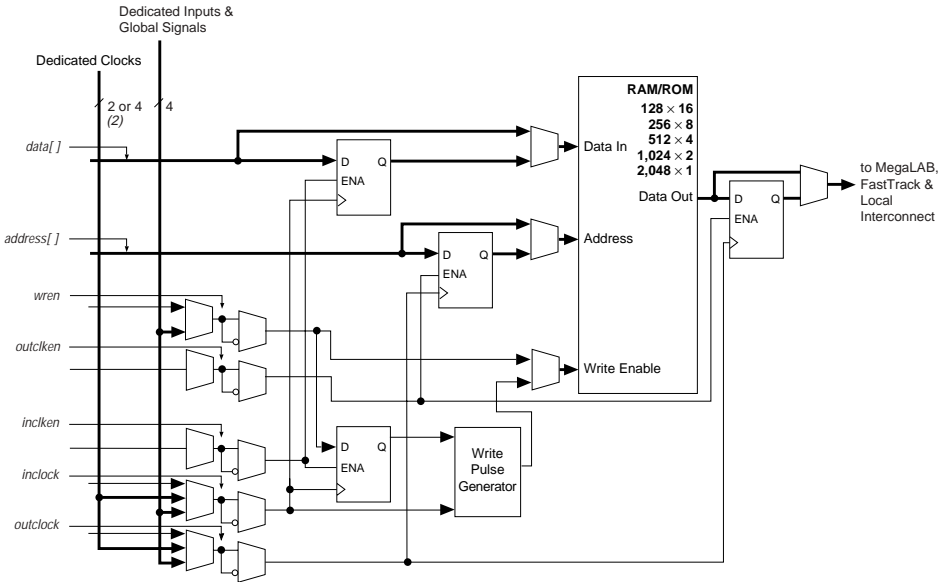 Dedicated Inputs &
Global Signals
Dedicated Clocks
2 or 4
(2)
4
RAM/ROM
128 × 16
256 × 8
512 × 4
1,024 × 2
2,048 × 1
data[ ]
D Q
ENA
Data In
Data Out
D Q
ENA
to MegaLAB,
FastTrack &
Local
Interconnect
address[ ]
D Q
ENA
Address
wren
outclken
Write Enable
inclken
D Q
ENA
Write
Pulse
Generator
inclock
outclock